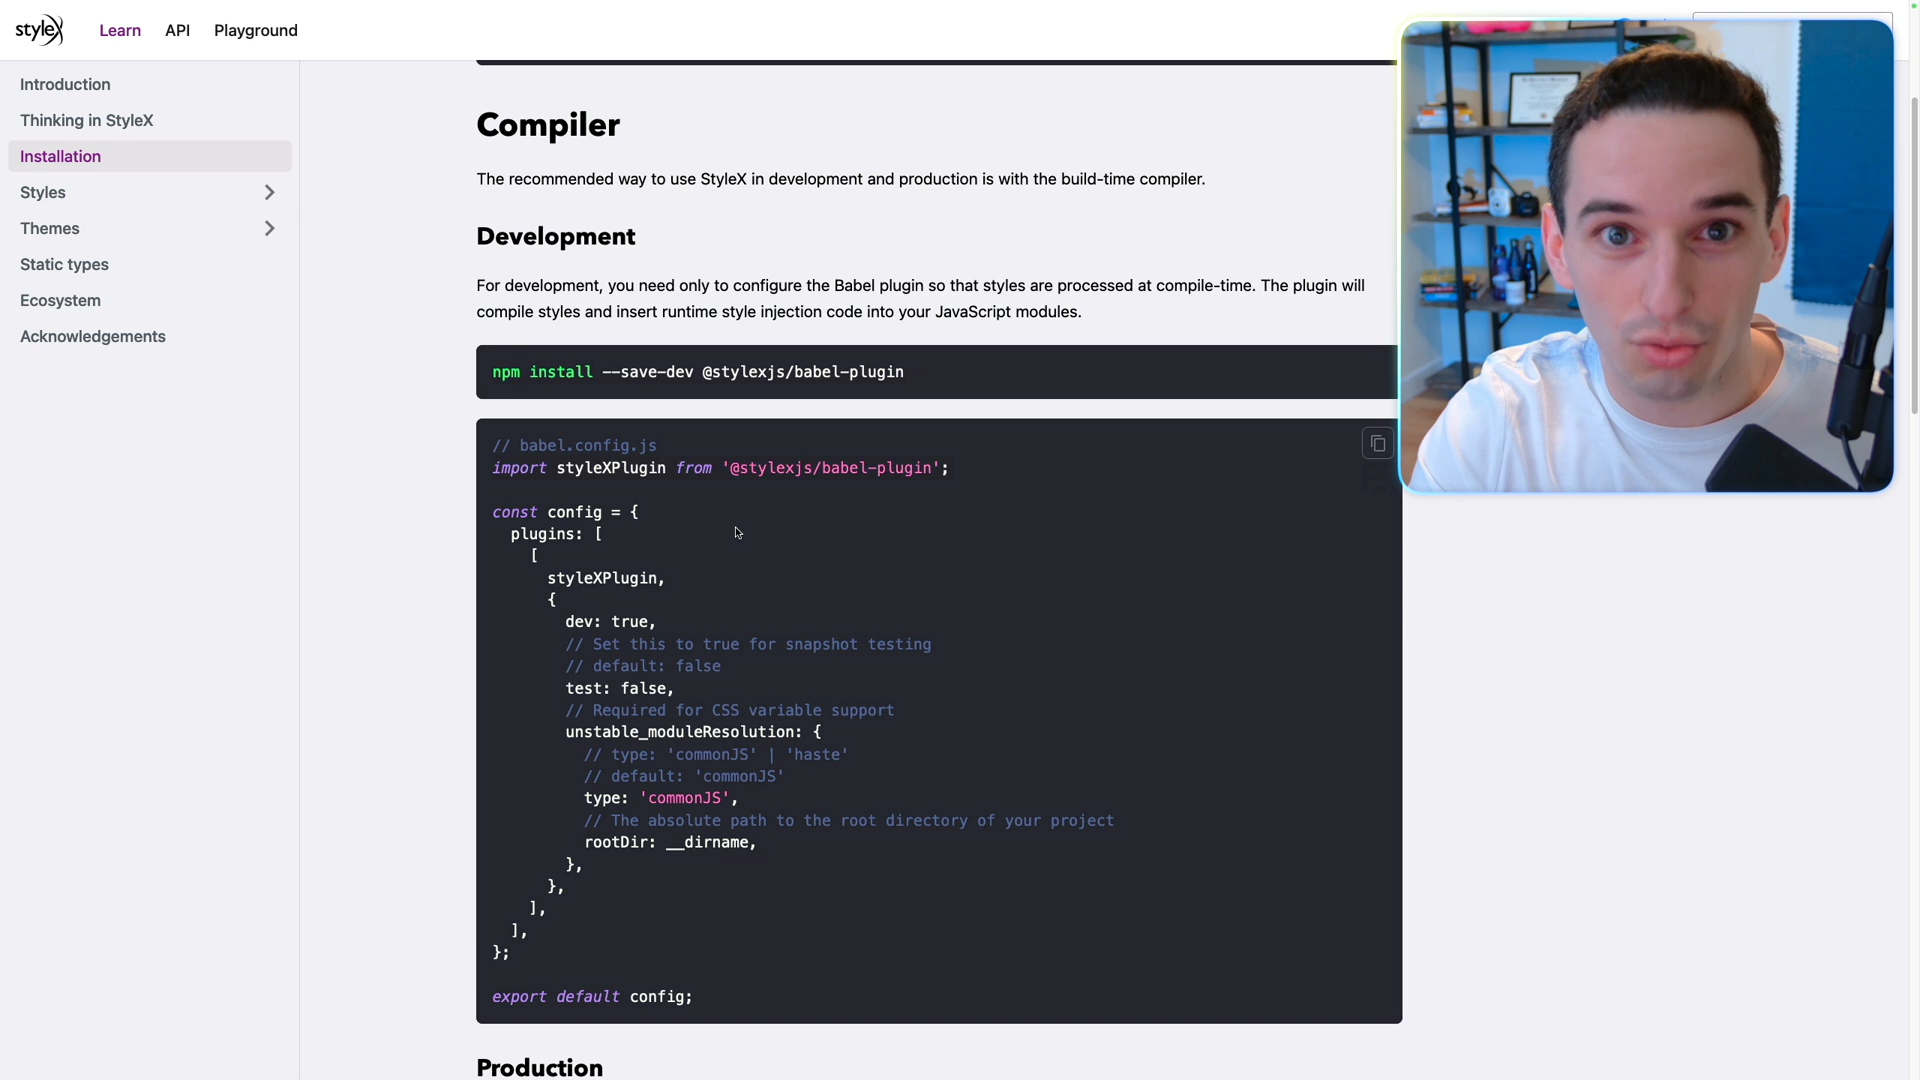 stylex
Learn
API
Playground
Introduction
Thinking in StyleX
Installation
Styles
Themes
Static types
Ecosystem
Acknowledgements
Compiler
The recommended way to use StyleX in development and production is with the build-time compiler.
Development
For development, you need only to configure the Babel plugin so that styles are processed at compile-time. The plugin will
compile styles and insert runtime style injection code into your JavaScript modules.
npm install --save-dev @stylexjs/babel-plugin
// babel.config.js
import styleXPlugin from '@stylexjs/babel-plugin';
const config = {
plugins: [
[
styleXPlugin,
{
dev: true,
// Set this to true for snapshot testing
// default: false
test: false,
// Required for CSS variable support
unstable_moduleResolution: {
// type: 'commonJS' | 'haste'
// default: 'commonJS'
type: 'commonJS',
// The absolute path to the root directory of your project
rootDir: __dirname,
},
},
],
],
};
export default config;
Production